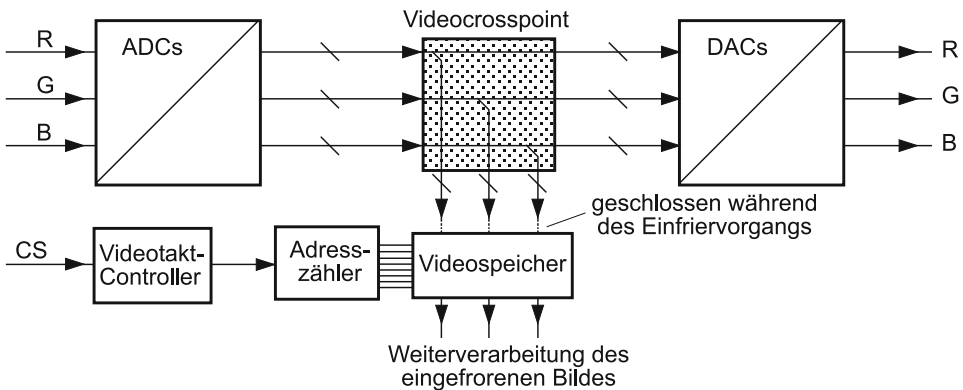 Videocrosspoint
R
ADCs
DACs
R
G
G
B
B
geschlossen während
des Einfriervorgangs
CS
Videotakt-
Controller
Adress-
zähler
Videospeicher
Weiterverarbeitung des
eingefrorenen Bildes